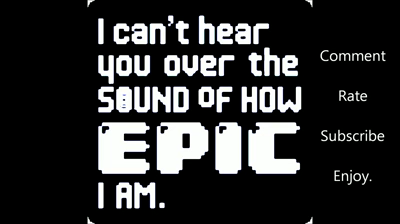 I can't hear
you over the
SOUND OF HOW
EPIC
I AM.
Comment
Rate
Subscribe
Enjoy.